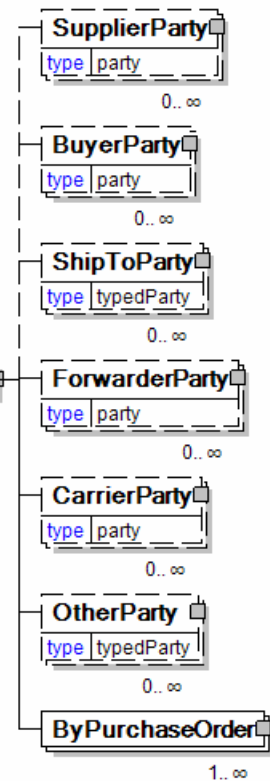 SupplierParty
type party
0.. ∞
BuyerParty
type party
0.. ∞
ShipToParty
type typedParty
0.. ∞
ForwarderParty
type party
0.. ∞
CarrierParty
type party
0.. ∞
OtherParty
type typedParty
0.. ∞
ByPurchaseOrder
1.. ∞